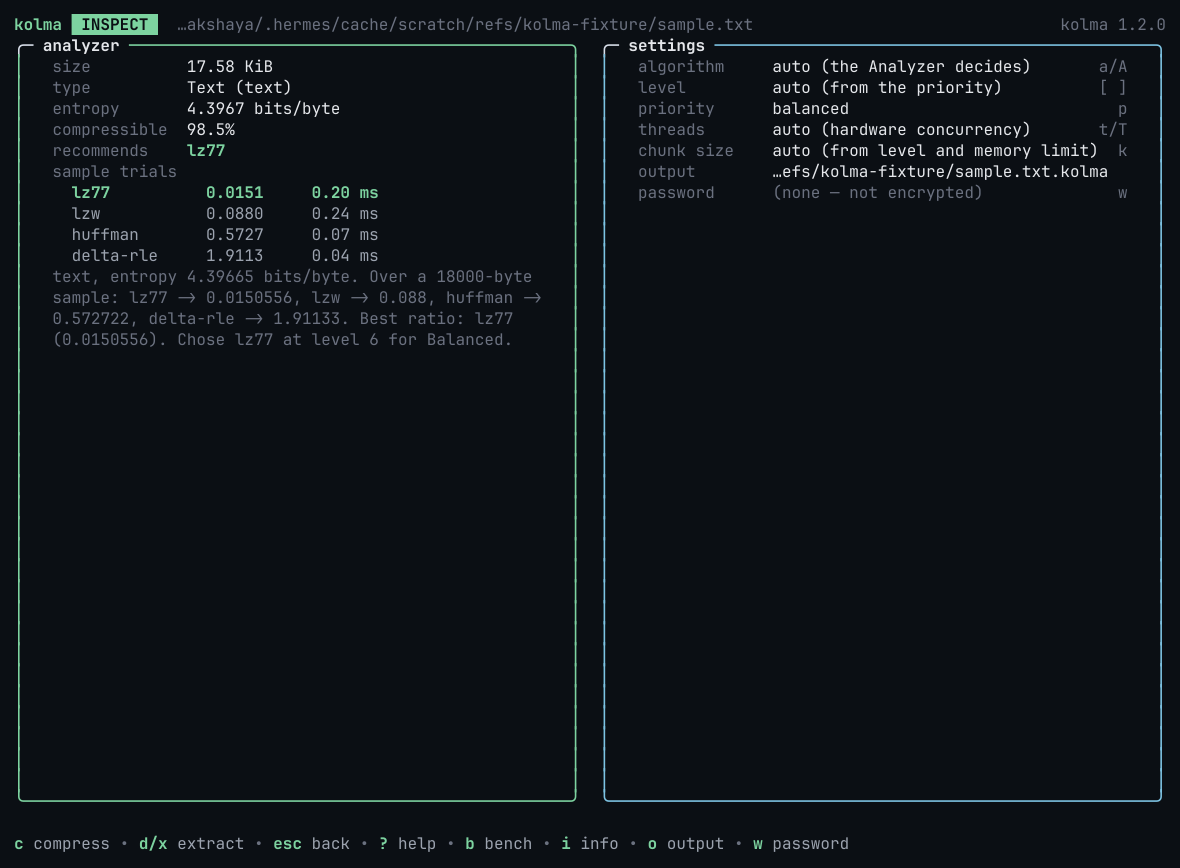 kolma INSPECT …akshaya/.hermes/cache/scratch/refs/kolma-fixture/sample.txt kolma 1.2.0
analyzer
size 17.58 KiB
type Text (text)
entropy 4.3967 bits/byte
compressible 98.5%
recommends lz77
sample trials
lz77 0.0151 0.20 ms
lzw 0.0880 0.24 ms
huffman 0.5727 0.07 ms
delta-rle 1.9113 0.04 ms
text, entropy 4.39665 bits/byte. Over a 18000-byte
sample: lz77 → 0.0150556, lzw → 0.088, huffman →
0.572722, delta-rle → 1.91133. Best ratio: lz77
(0.0150556). Chose lz77 at level 6 for Balanced.
settings
algorithm auto (the Analyzer decides) a/A
level auto (from the priority) [ ]
priority balanced p
threads auto (hardware concurrency) t/T
chunk size auto (from level and memory limit) k
output …efs/kolma-fixture/sample.txt.kolma
password (none — not encrypted) w
c compress • d/x extract • esc back • ? help • b bench • i info • o output • w password